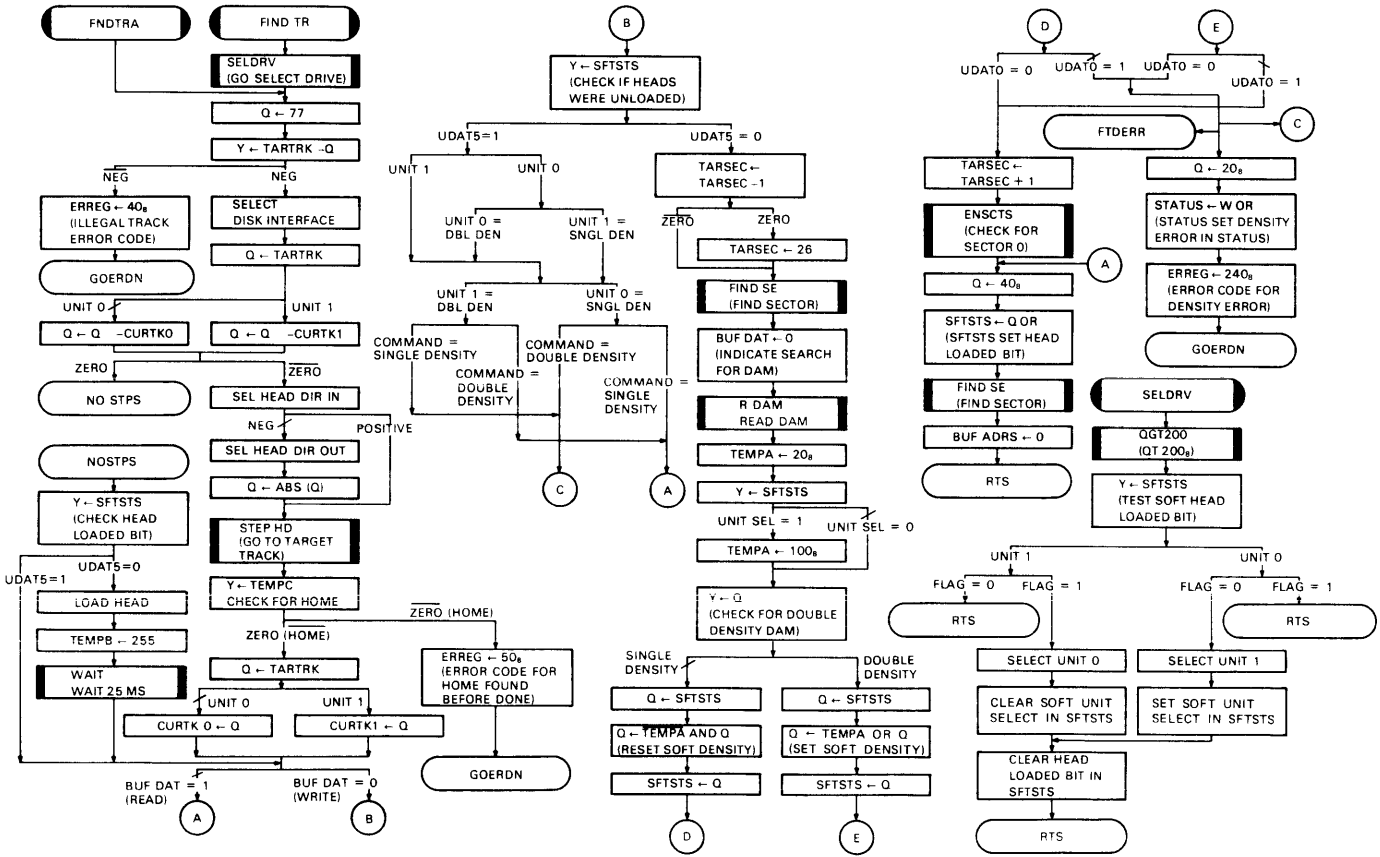 FNDTRA
FIND TR
SELDRV
(GO SELECT DRIVE)
Q ← 77
Y ← TARTRK –Q
N̅E̅G̅
NEG
ERREG ← 40₈
(ILLEGAL TRACK
ERROR CODE)
GOERDN
SELECT
DISK INTERFACE
Q ← TARTRK
UNIT 0
UNIT 1
Q ← Q –CURTK0
Q ← Q –CURTK1
ZERO
Z̅E̅R̅O̅
NO STPS
SEL HEAD DIR IN
NEG
POSITIVE
SEL HEAD DIR OUT
Q ← ABS (Q)
STEP HD
(GO TO TARGET
TRACK)
Y ← TEMPC
CHECK FOR HOME
Z̅E̅R̅O̅ (HOME)
ZERO (H̅O̅M̅E̅)
Q ← TARTRK
UNIT 0
UNIT 1
CURTK 0 ← Q
CURTK1 ← Q
ERREG ← 50₈
(ERROR CODE FOR
HOME FOUND
BEFORE DONE)
GOERDN
NOSTPS
Y ← SFTSTS
(CHECK HEAD
LOADED BIT)
UDAT5=1
UDAT5=0
LOAD HEAD
TEMPB ← 255
WAIT
WAIT 25 MS
BUF DAT = 1
(READ)
BUF DAT = 0
(WRITE)
A
B
B
Y ← SFTSTS
(CHECK IF HEADS
WERE UNLOADED)
UDAT5=1
UDAT5 = 0
UNIT 1
UNIT 0
UNIT 0 =
DBL DEN
UNIT 1 =
SNGL DEN
UNIT 1 =
DBL DEN
UNIT 0 =
SNGL DEN
COMMAND =
SINGLE DENSITY
COMMAND =
DOUBLE
DENSITY
COMMAND =
DOUBLE DENSITY
COMMAND =
SINGLE
DENSITY
C
A
TARSEC ←
TARSEC –1
Z̅E̅R̅O̅
ZERO
TARSEC ← 26
FIND SE
(FIND SECTOR)
BUF DAT ← 0
(INDICATE SEARCH
FOR DAM)
R DAM
READ DAM
TEMPA ← 20₈
Y ← SFTSTS
UNIT SEL = 1
UNIT SEL = 0
TEMPA ← 100₈
Y ← Q
(CHECK FOR DOUBLE
DENSITY DAM)
SINGLE
DENSITY
DOUBLE
DENSITY
Q ← SFTSTS
Q ← SFTSTS
Q ← T̅E̅M̅P̅A̅ AND Q
(RESET SOFT DENSITY)
Q ← TEMPA OR Q
(SET SOFT DENSITY)
SFTSTS ← Q
SFTSTS ← Q
D
E
D
E
UDAT0 = 0
UDAT0 = 1
UDAT0 = 0
UDAT0 = 1
C
FTDERR
TARSEC ←
TARSEC + 1
ENSCTS
(CHECK FOR
SECTOR 0)
A
Q ← 40₈
SFTSTS ← Q OR
(SFTSTS SET HEAD
LOADED BIT)
FIND SE
(FIND SECTOR)
BUF ADRS ← 0
RTS
Q ← 20₈
STATUS ← W OR
(STATUS SET DENSITY
ERROR IN STATUS)
ERREG ← 240₈
(ERROR CODE FOR
DENSITY ERROR)
GOERDN
SELDRV
QGT200
(QT 200₈)
Y ← SFTSTS
(TEST SOFT HEAD
LOADED BIT)
UNIT 1
UNIT 0
FLAG = 0
FLAG = 1
FLAG = 0
FLAG = 1
RTS
RTS
SELECT UNIT 0
SELECT UNIT 1
CLEAR SOFT UNIT
SELECT IN SFTSTS
SET SOFT UNIT
SELECT IN SFTSTS
CLEAR HEAD
LOADED BIT IN
SFTSTS
RTS